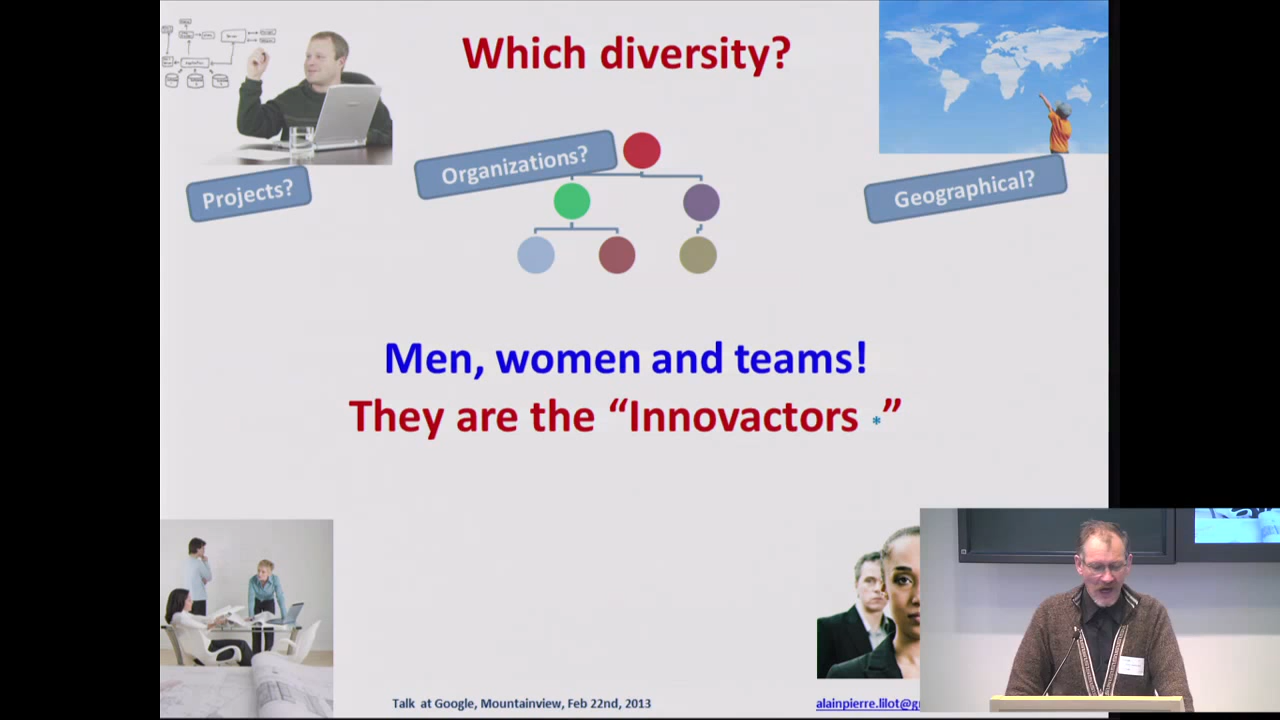 Which diversity?
Projects?
Organizations?
Geographical?
Men, women and teams!
They are the “Innovactors *”
Talk at Google, Mountainview, Feb 22nd, 2013
alainpierre.lilot@g